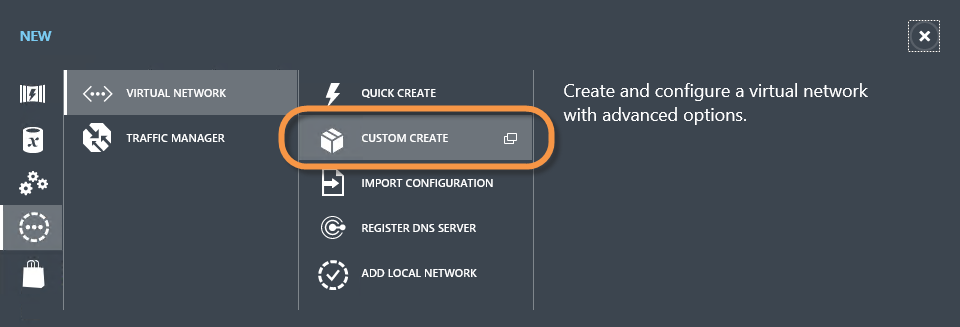 NEW
VIRTUAL NETWORK
TRAFFIC MANAGER
QUICK CREATE
CUSTOM CREATE
IMPORT CONFIGURATION
REGISTER DNS SERVER
ADD LOCAL NETWORK
Create and configure a virtual network
with advanced options.